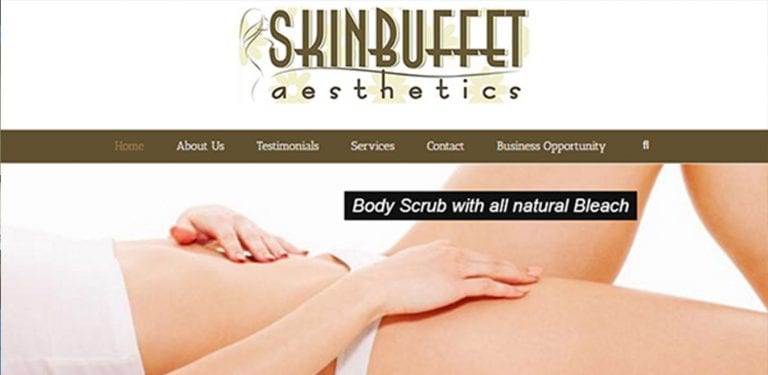 SKINBUFFET
aesthetics
Home About Us Testimonials Services Contact Business Opportunity
Body Scrub with all natural Bleach